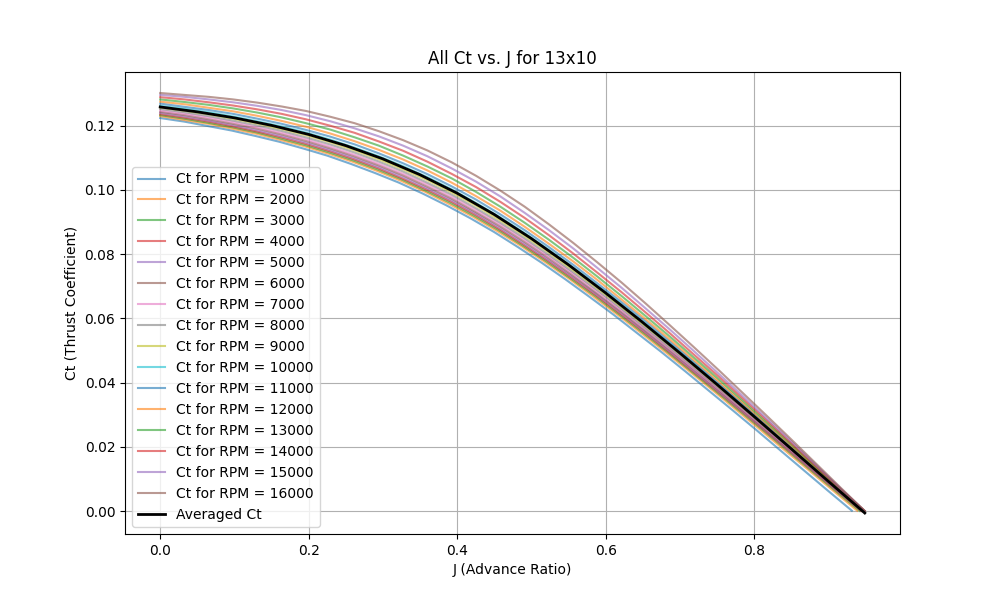 All Ct vs. J for 13x10
Ct (Thrust Coefficient)
0.12
0.10
0.08
0.06
0.04
0.02
0.00
Ct for RPM = 1000
Ct for RPM = 2000
Ct for RPM = 3000
Ct for RPM = 4000
Ct for RPM = 5000
Ct for RPM = 6000
Ct for RPM = 7000
Ct for RPM = 8000
Ct for RPM = 9000
Ct for RPM = 10000
Ct for RPM = 11000
Ct for RPM = 12000
Ct for RPM = 13000
Ct for RPM = 14000
Ct for RPM = 15000
Ct for RPM = 16000
Averaged Ct
0.0 0.2 0.4 0.6 0.8
J (Advance Ratio)